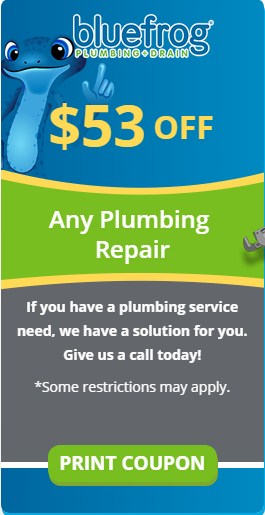 bluefrog®
PLUMBING + DRAIN
$53 OFF
Any Plumbing
Repair
If you have a plumbing service
need, we have a solution for you.
Give us a call today!
*Some restrictions may apply.
PRINT COUPON